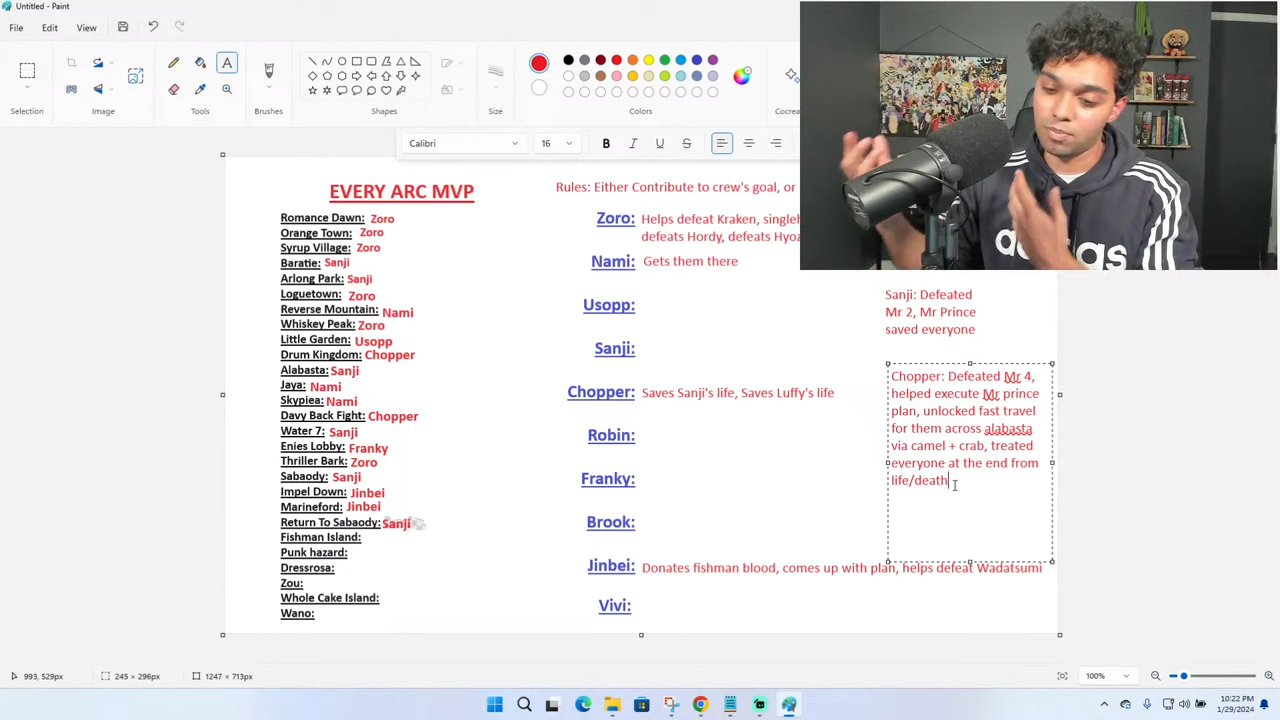 Untitled - Paint
File Edit View
Selection Image Tools Brushes Shapes Colors Cocrea
Calibri 16 B I U S
EVERY ARC MVP
Romance Dawn: Zoro
Orange Town: Zoro
Syrup Village: Zoro
Baratie: Sanji
Arlong Park: Sanji
Loguetown: Zoro
Reverse Mountain: Nami
Whiskey Peak: Zoro
Little Garden: Usopp
Drum Kingdom: Chopper
Alabasta: Sanji
Jaya: Nami
Skypiea: Nami
Davy Back Fight: Chopper
Water 7: Sanji
Enies Lobby: Franky
Thriller Bark: Zoro
Sabaody: Sanji
Impel Down: Jinbei
Marineford: Jinbei
Return To Sabaody: Sanji
Fishman Island:
Punk hazard:
Dressrosa:
Zou:
Whole Cake Island:
Wano:
Rules: Either Contribute to crew's goal, or
Zoro: Helps defeat Kraken, singleh
defeats Hordy, defeats Hyoz
Nami: Gets them there
Usopp:
Sanji:
Chopper: Saves Sanji's life, Saves Luffy's life
Robin:
Franky:
Brook:
Jinbei: Donates fishman blood, comes up with plan, helps defeat Wadatsumi
Vivi:
Sanji: Defeated
Mr 2, Mr Prince
saved everyone
Chopper: Defeated Mr 4,
helped execute Mr prince
plan, unlocked fast travel
for them across alabasta
via camel + crab, treated
everyone at the end from
life/death
adidas
993, 529px 245 × 296px 1247 × 713px 100%
10:22 PM
1/29/2024